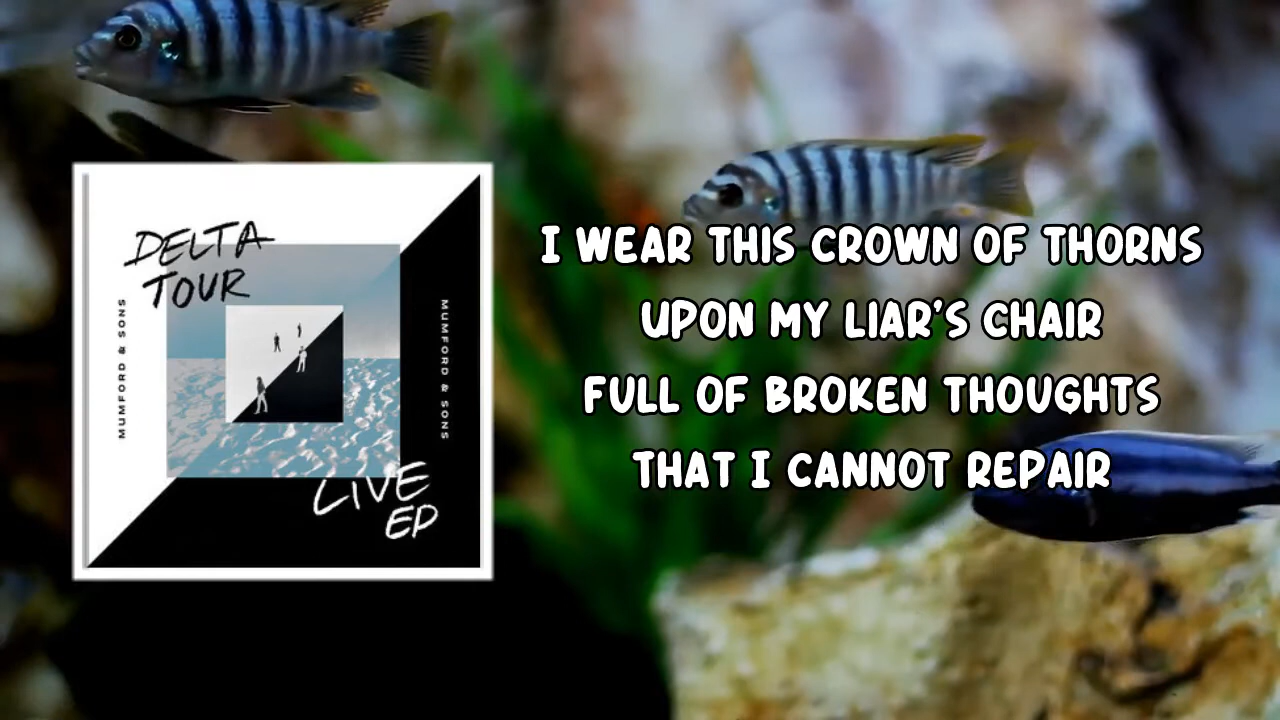 DELTA
TOUR
MUMFORD & SONS
MUMFORD & SONS
LIVE
EP
I WEAR THIS CROWN OF THORNS
UPON MY LIAR'S CHAIR
FULL OF BROKEN THOUGHTS
THAT I CANNOT REPAIR